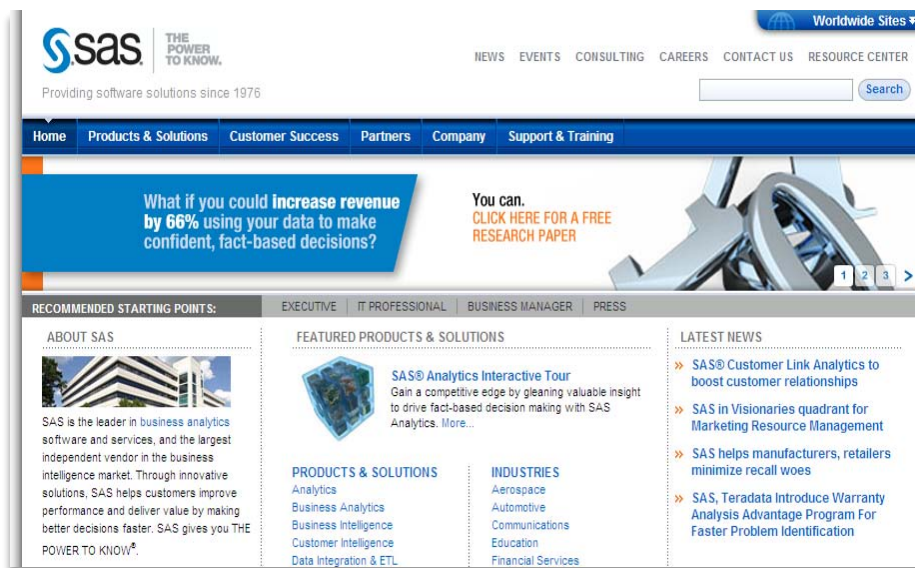 Worldwide Sites
sas
THE
POWER
TO KNOW.
NEWS EVENTS CONSULTING CAREERS CONTACT US RESOURCE CENTER
Providing software solutions since 1976
Search
Home Products & Solutions Customer Success Partners Company Support & Training
What if you could increase revenue
by 66% using your data to make
confident, fact-based decisions?
You can.
CLICK HERE FOR A FREE
RESEARCH PAPER
1 2 3 >
RECOMMENDED STARTING POINTS: EXECUTIVE | IT PROFESSIONAL | BUSINESS MANAGER | PRESS
ABOUT SAS
SAS is the leader in business analytics
software and services, and the largest
independent vendor in the business
intelligence market. Through innovative
solutions, SAS helps customers improve
performance and deliver value by making
better decisions faster. SAS gives you THE
POWER TO KNOW®.
FEATURED PRODUCTS & SOLUTIONS
SAS® Analytics Interactive Tour
Gain a competitive edge by gleaning valuable insight
to drive fact-based decision making with SAS
Analytics. More...
PRODUCTS & SOLUTIONS
Analytics
Business Analytics
Business Intelligence
Customer Intelligence
Data Integration & ETL
INDUSTRIES
Aerospace
Automotive
Communications
Education
Financial Services
LATEST NEWS
» SAS® Customer Link Analytics to
boost customer relationships
» SAS in Visionaries quadrant for
Marketing Resource Management
» SAS helps manufacturers, retailers
minimize recall woes
» SAS, Teradata Introduce Warranty
Analysis Advantage Program For
Faster Problem Identification